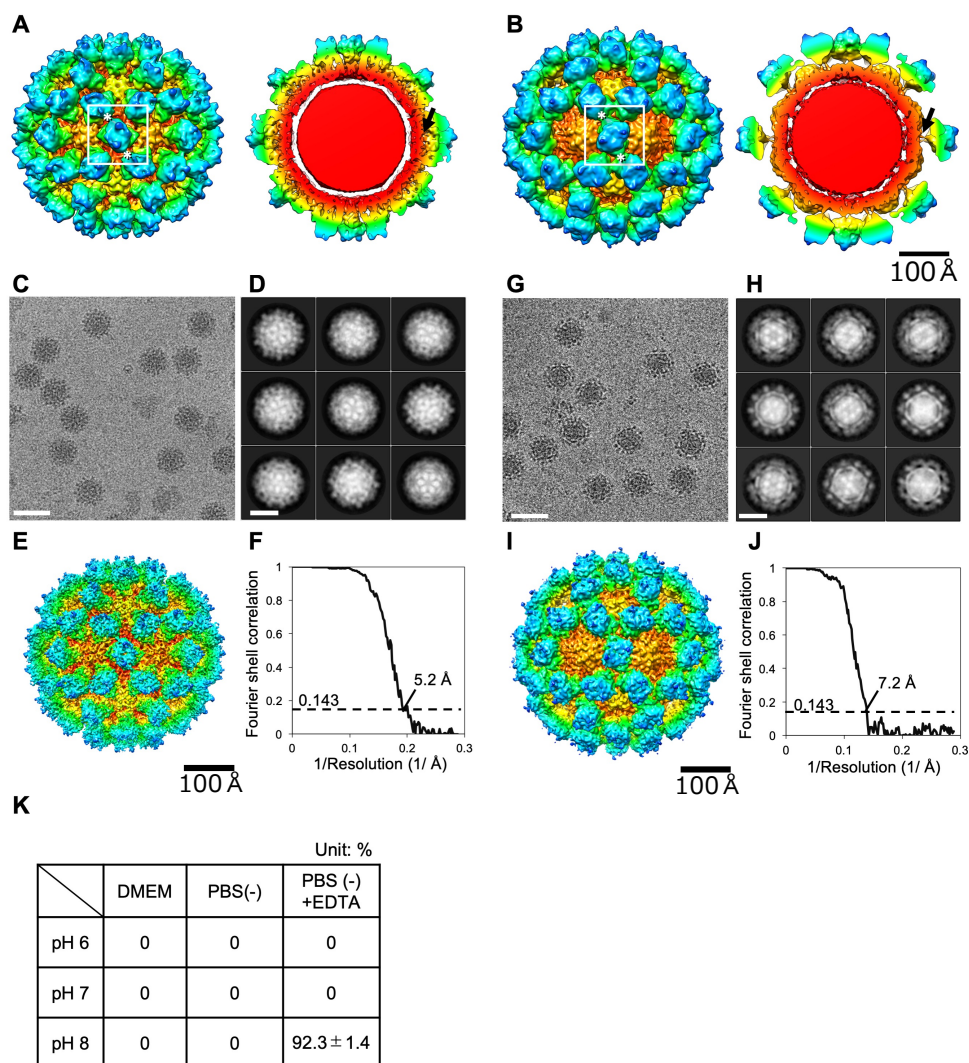 A
B
*
*
*
*
100 Å
C
D
G
H
E
F
I
J
Fourier shell correlation
1
0.8
0.6
0.4
0.2
0
0.143
5.2 Å
0
0.1
0.2
0.3
1/Resolution (1/ Å)
100 Å
Fourier shell correlation
1
0.8
0.6
0.4
0.2
0
0.143
7.2 Å
0
0.1
0.2
0.3
1/Resolution (1/ Å)
100 Å
K
Unit: %
DMEM PBS(-) PBS (-)
+EDTA
pH 6 0 0 0
pH 7 0 0 0
pH 8 0 0 92.3 ± 1.4